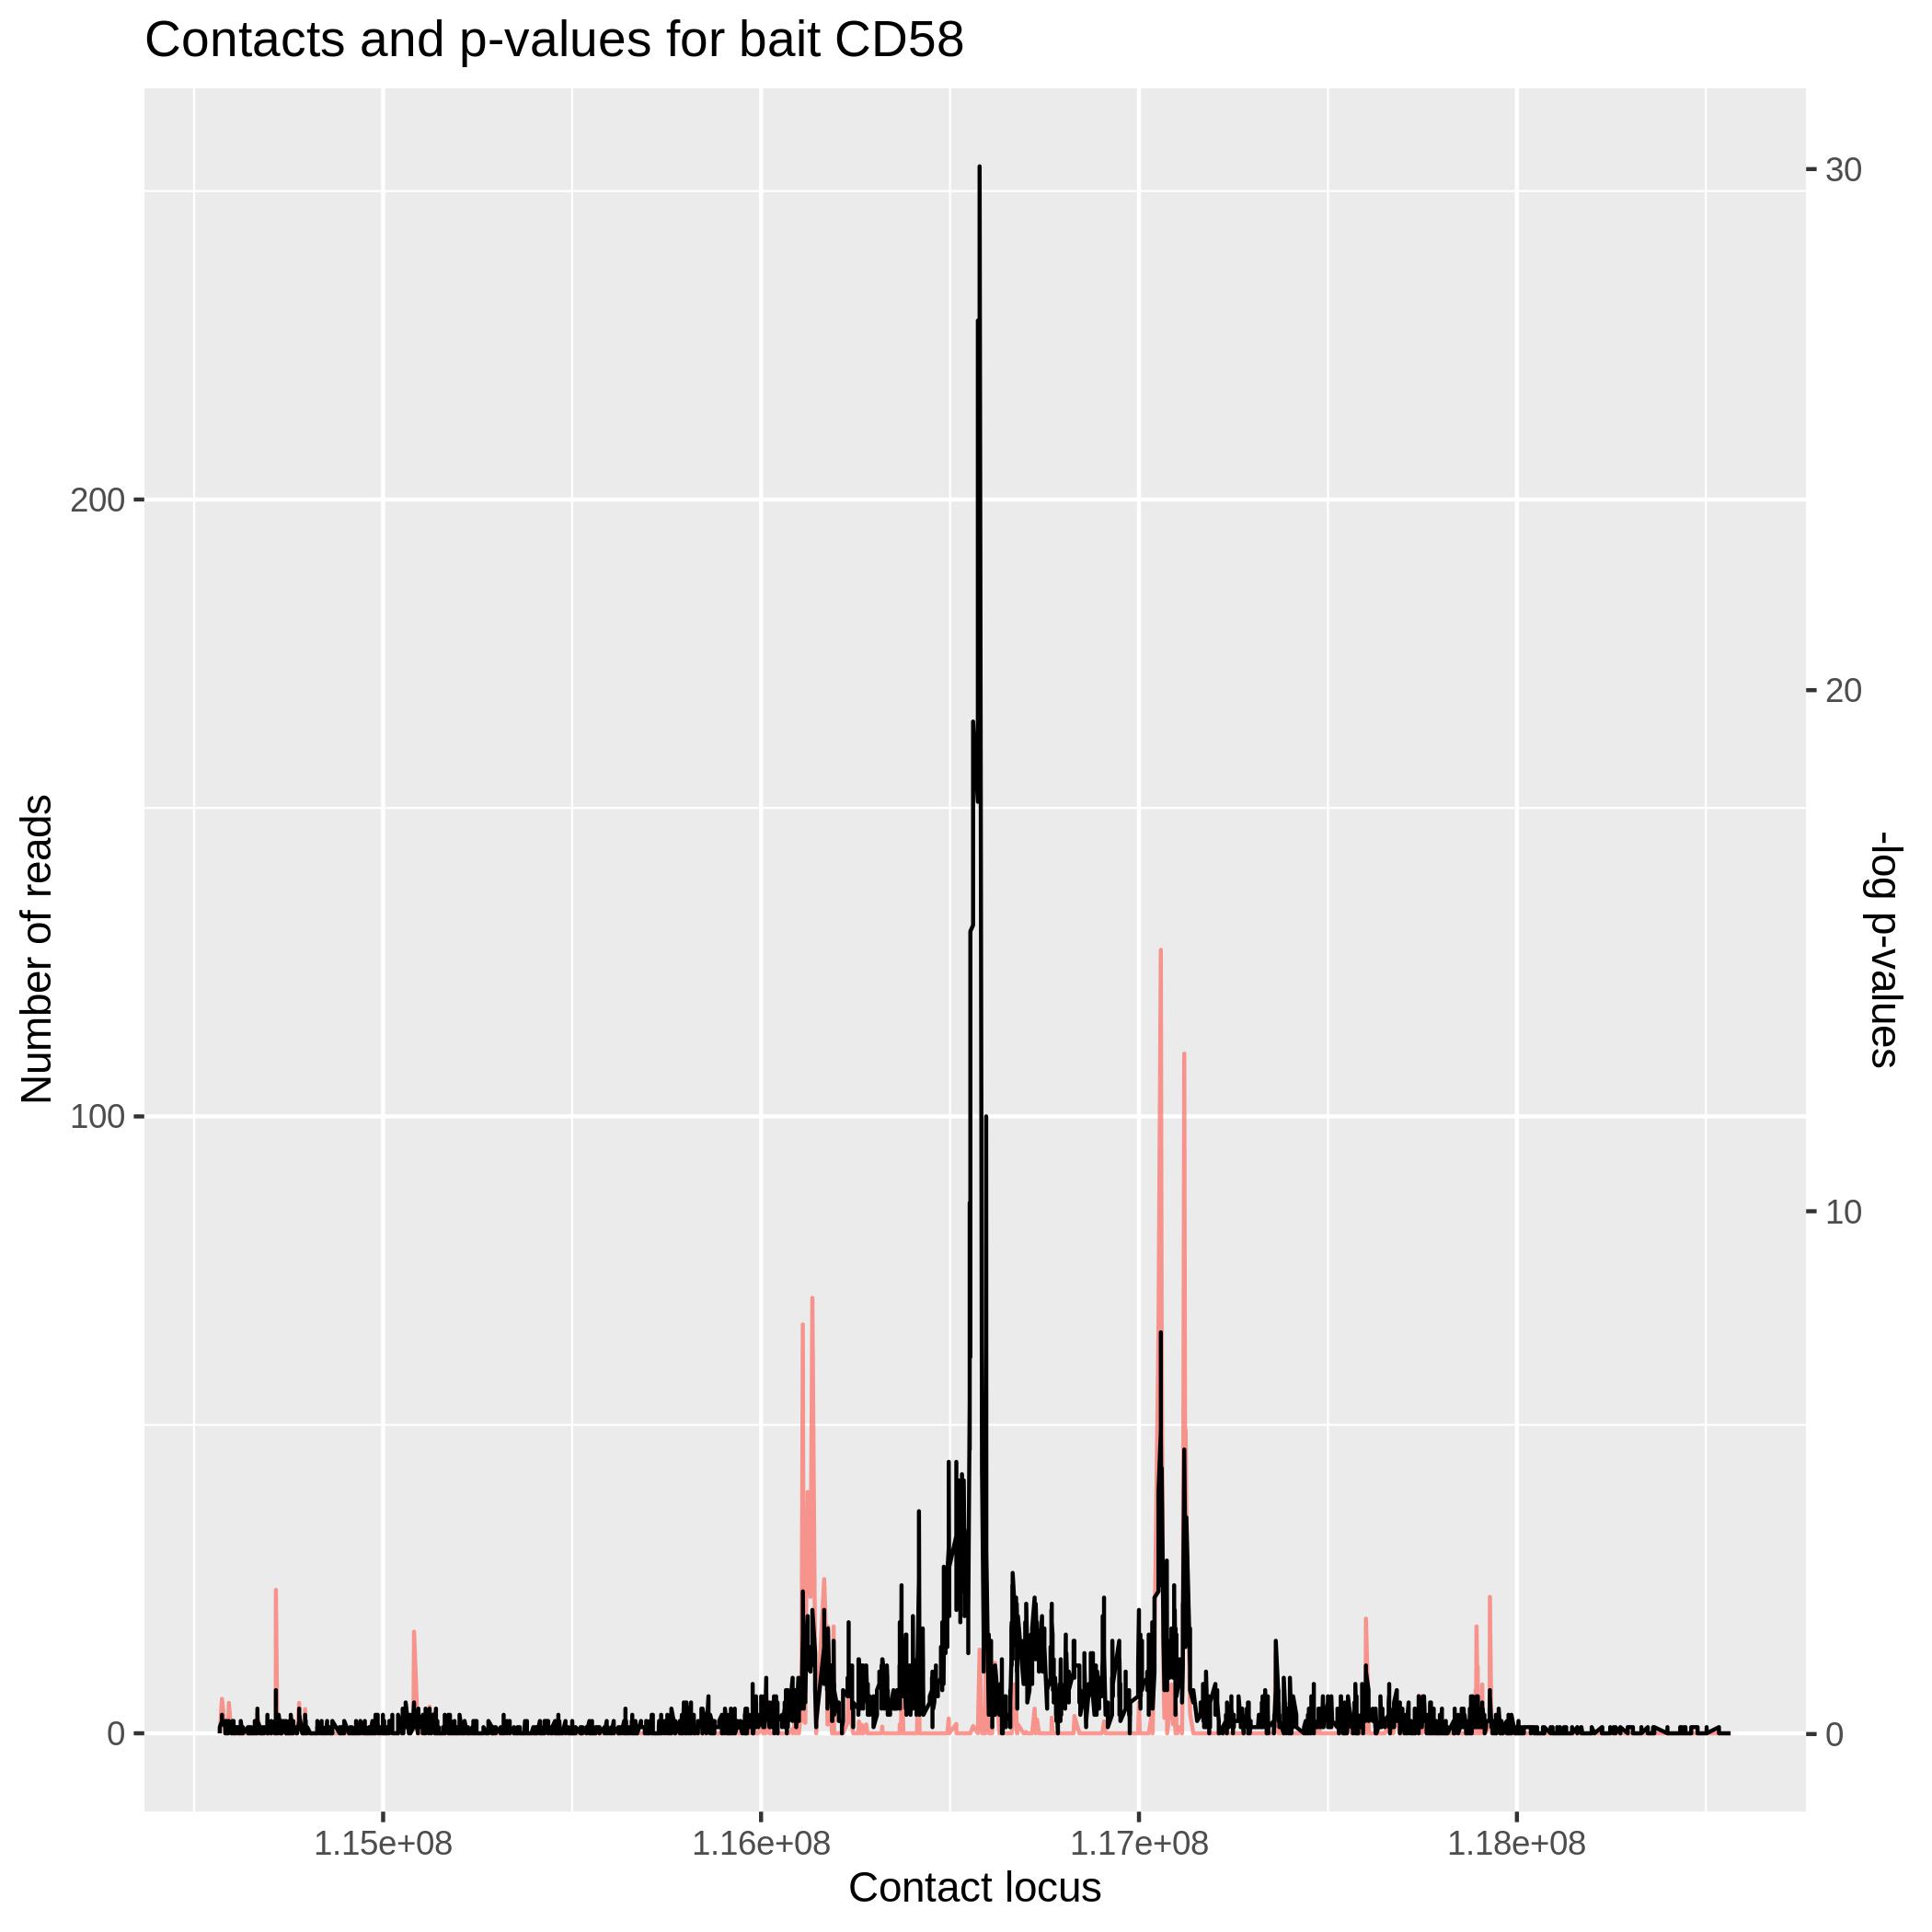 Contacts and p-values for bait CD58
Number of reads
200
100
0
30
20
10
0
-log p-values
1.15e+08
1.16e+08
1.17e+08
1.18e+08
Contact locus